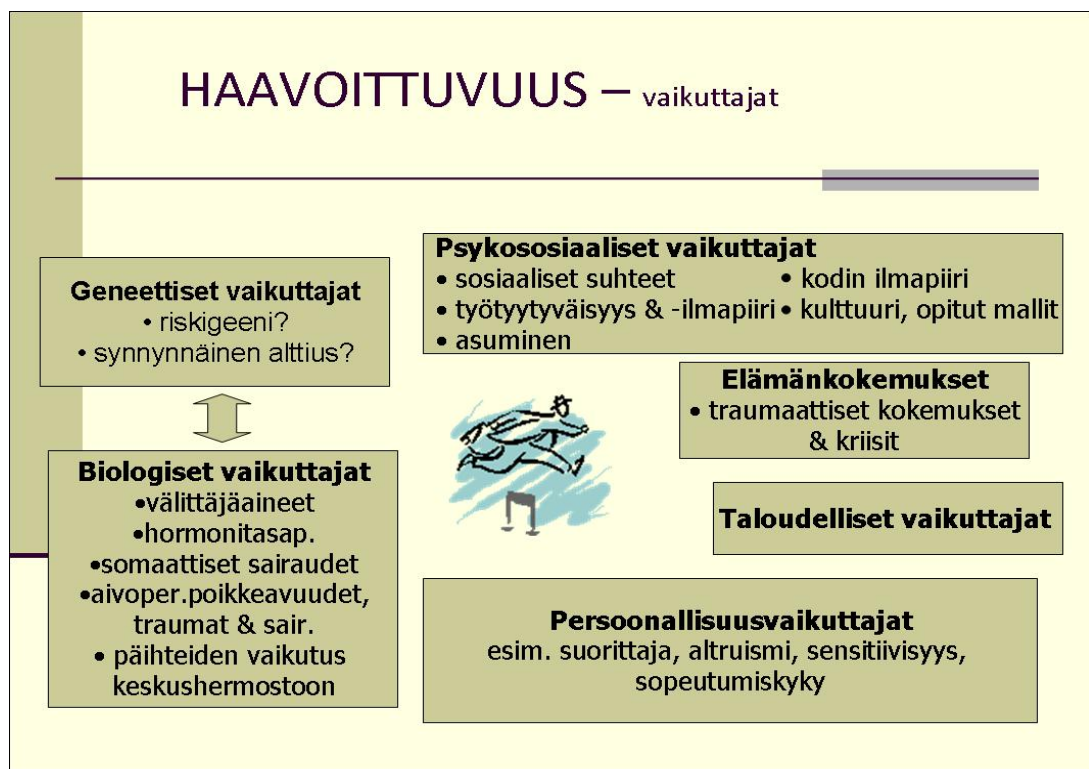 HAAVOITTUVUUS – vaikuttajat
Geneettiset vaikuttajat
• riskigeeni?
• synnynnäinen alttius?
Biologiset vaikuttajat
•välittäjäaineet
•hormonitasap.
•somaattiset sairaudet
•aivoper.poikkeavuudet,
traumat & sair.
• päihteiden vaikutus
keskushermostoon
Psykososiaaliset vaikuttajat
• sosiaaliset suhteet • kodin ilmapiiri
• työtyytyväisyys & -ilmapiiri • kulttuuri, opitut mallit
• asuminen
Elämänkokemukset
• traumaattiset kokemukset
& kriisit
Taloudelliset vaikuttajat
Persoonallisuusvaikuttajat
esim. suorittaja, altruismi, sensitiivisyys,
sopeutumiskyky